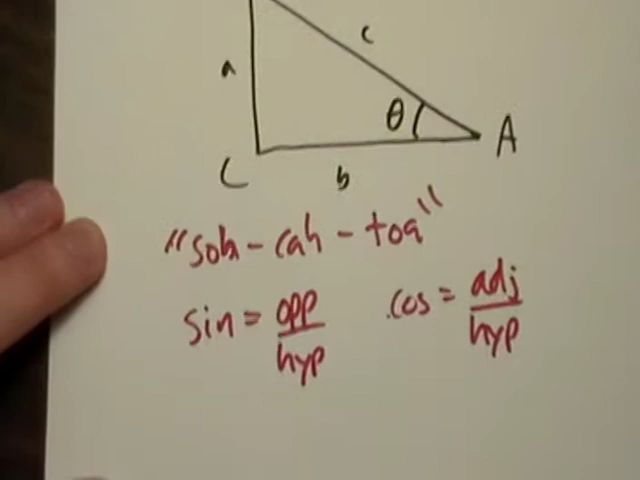 c
a
θ A
C b
"soh - cah - toa"
sin = opp/hyp cos = adj/hyp